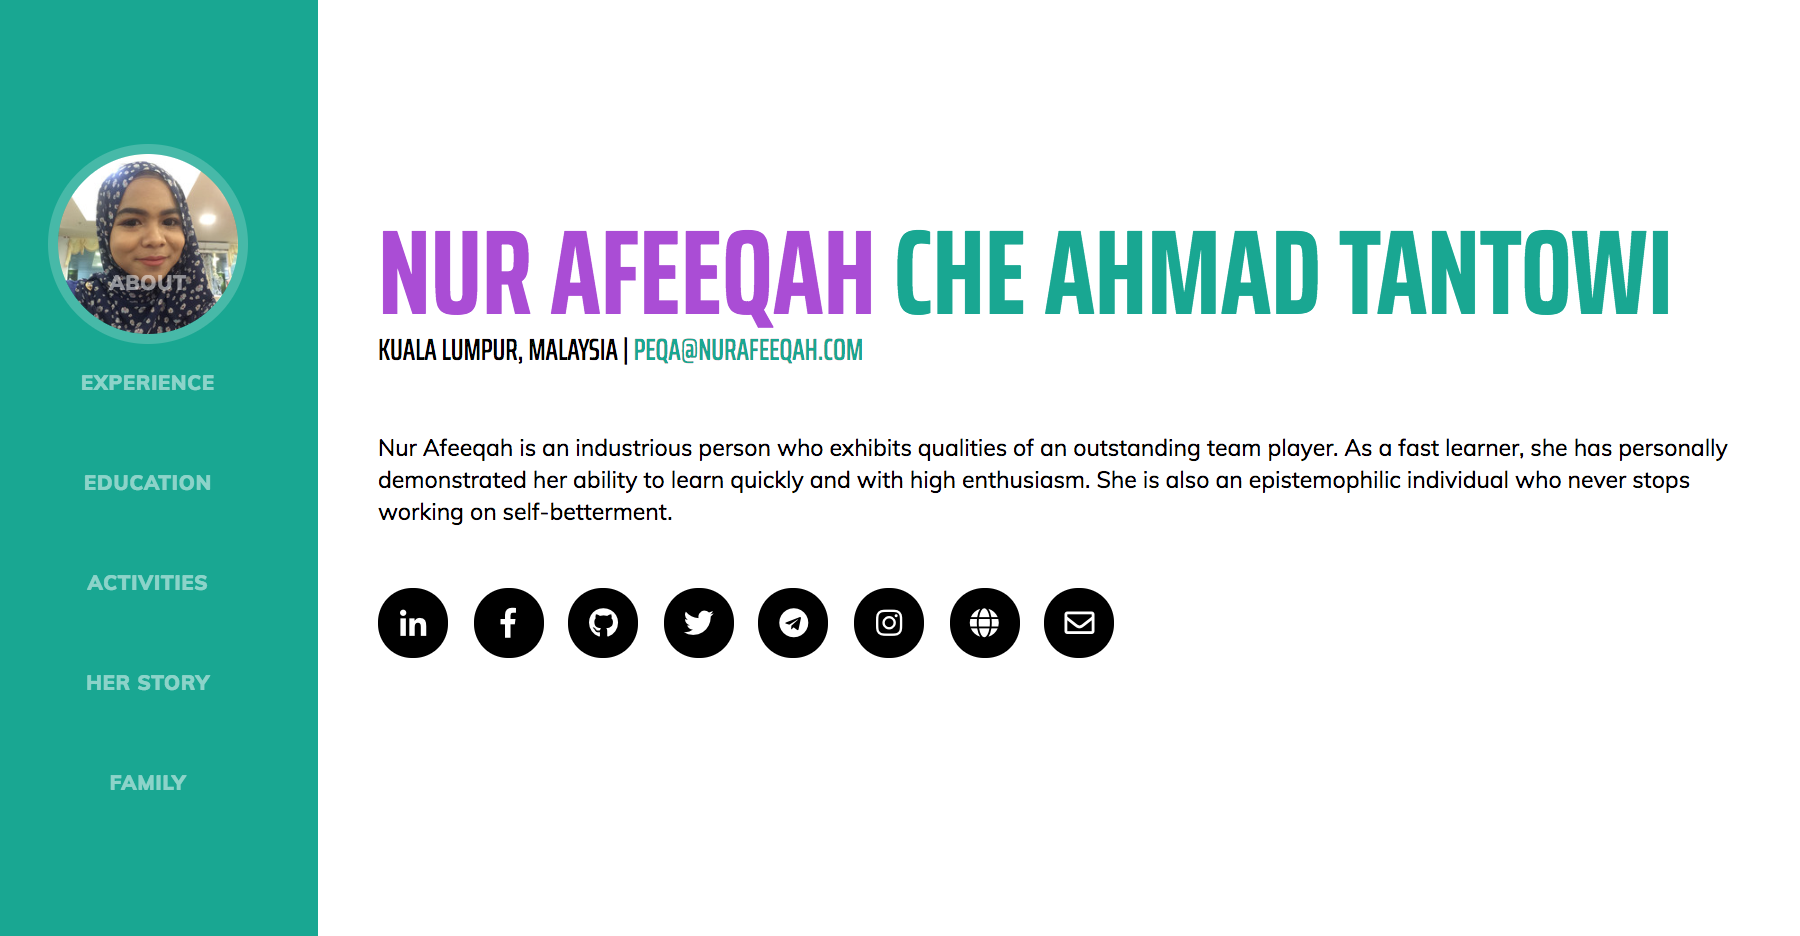 ABOUT
EXPERIENCE
EDUCATION
ACTIVITIES
HER STORY
FAMILY
NUR AFEEQAH CHE AHMAD TANTOWI
KUALA LUMPUR, MALAYSIA | PEQA@NURAFEEQAH.COM
Nur Afeeqah is an industrious person who exhibits qualities of an outstanding team player. As a fast learner, she has personally
demonstrated her ability to learn quickly and with high enthusiasm. She is also an epistemophilic individual who never stops
working on self-betterment.